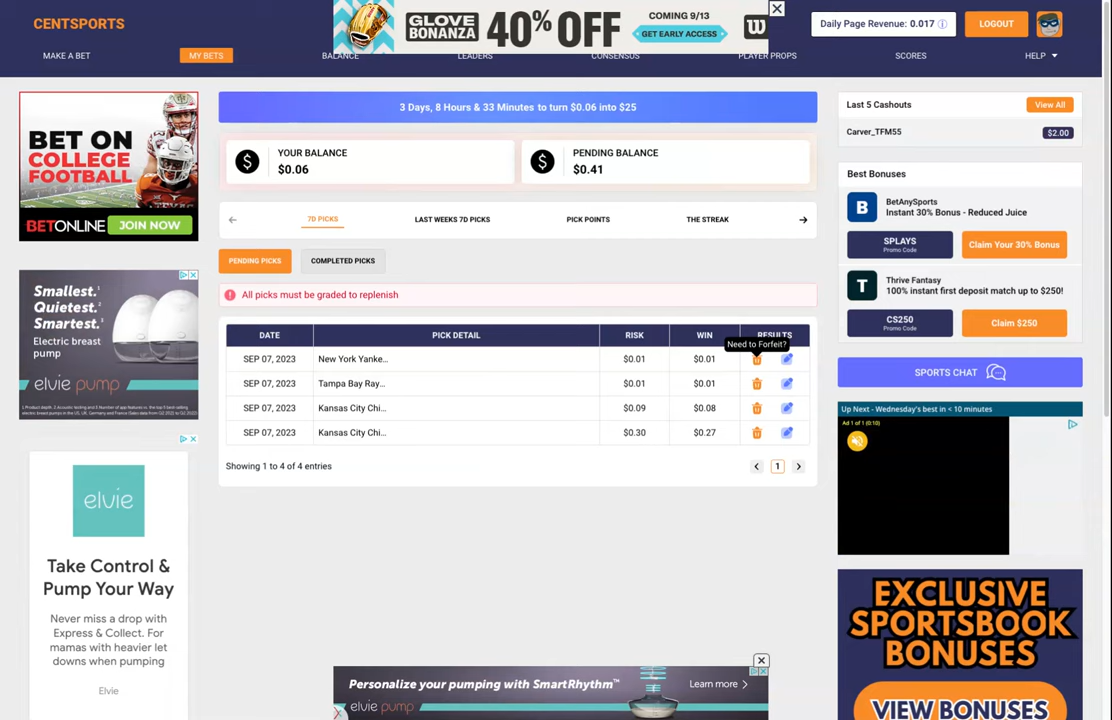 CENTSPORTS
GLOVE
BONANZA
40% OFF
COMING 9/13
GET EARLY ACCESS
W
Daily Page Revenue: 0.017
LOGOUT
MAKE A BET
MY BETS
BALANCE
LEADERS
CONSENSUS
PLAYER PROPS
SCORES
HELP
BET ON
COLLEGE
FOOTBALL
BETONLINE
JOIN NOW
Smallest.¹
Quietest.²
Smartest.³
Electric breast
pump
elvie pump
elvie
Take Control &
Pump Your Way
Never miss a drop with
Express & Collect. For
mamas with heavier let
downs when pumping
Elvie
3 Days, 8 Hours & 33 Minutes to turn $0.06 into $25
YOUR BALANCE
$0.06
PENDING BALANCE
$0.41
7D PICKS
LAST WEEKS 7D PICKS
PICK POINTS
THE STREAK
PENDING PICKS
COMPLETED PICKS
All picks must be graded to replenish
DATE PICK DETAIL RISK WIN RESULTS
Need to Forfeit?
SEP 07, 2023 New York Yanke... $0.01 $0.01
SEP 07, 2023 Tampa Bay Ray... $0.01 $0.01
SEP 07, 2023 Kansas City Chi... $0.09 $0.08
SEP 07, 2023 Kansas City Chi... $0.30 $0.27
Showing 1 to 4 of 4 entries
1
Personalize your pumping with SmartRhythm™
Learn more
elvie pump
Last 5 Cashouts
View All
Carver_TFM55
$2.00
Best Bonuses
B
BetAnySports
Instant 30% Bonus - Reduced Juice
SPLAYS
Promo Code
Claim Your 30% Bonus
T
Thrive Fantasy
100% instant first deposit match up to $250!
CS250
Promo Code
Claim $250
SPORTS CHAT
Up Next - Wednesday's best in < 10 minutes
Ad 1 of 1 (0:10)
EXCLUSIVE
SPORTSBOOK
BONUSES
VIEW BONUSES